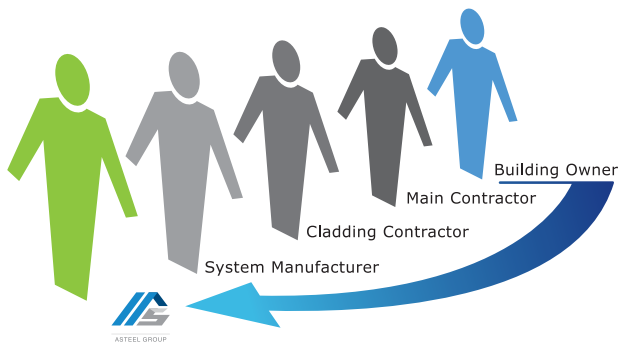 Building Owner
Main Contractor
Cladding Contractor
System Manufacturer
ASTEEL GROUP